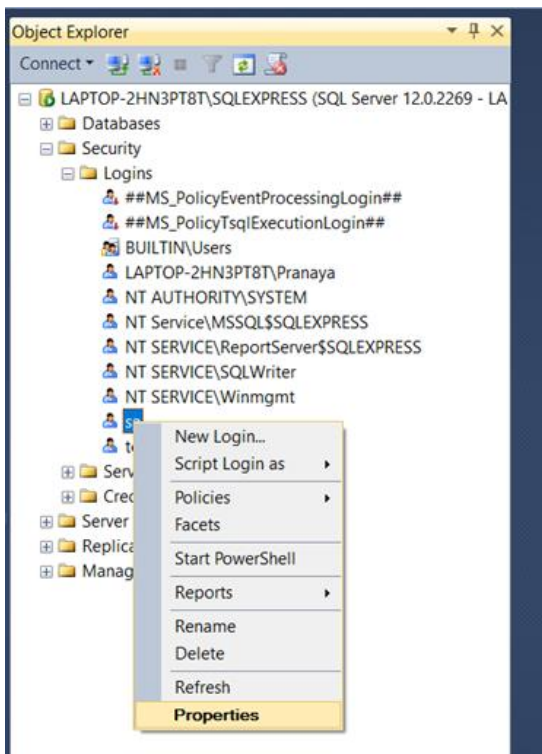 Object Explorer
Connect
LAPTOP-2HN3PT8T\SQLEXPRESS (SQL Server 12.0.2269 - LA
Databases
Security
Logins
##MS_PolicyEventProcessingLogin##
##MS_PolicyTsqlExecutionLogin##
BUILTIN\Users
LAPTOP-2HN3PT8T\Pranaya
NT AUTHORITY\SYSTEM
NT Service\MSSQL$SQLEXPRESS
NT SERVICE\ReportServer$SQLEXPRESS
NT SERVICE\SQLWriter
NT SERVICE\Winmgmt
sa
Server
New Login...
Script Login as
Policies
Facets
Start PowerShell
Reports
Rename
Delete
Refresh
Properties